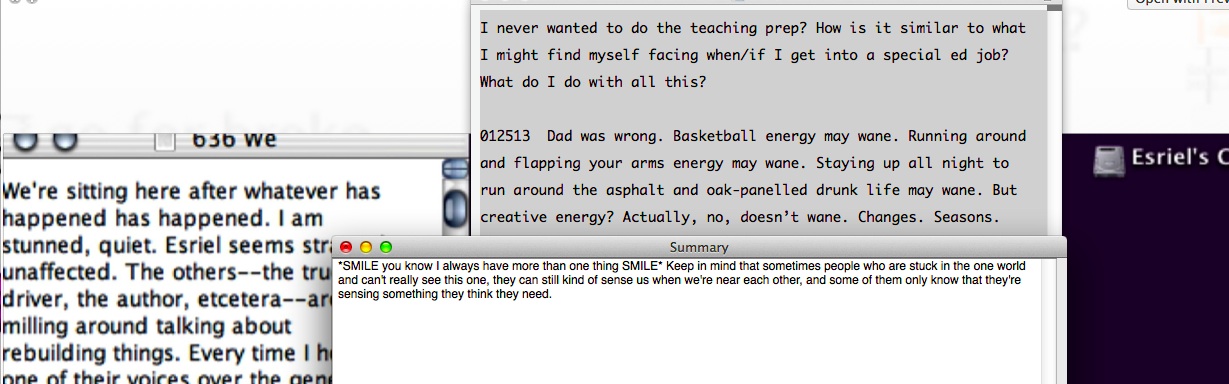 Open with Prev
I never wanted to do the teaching prep? How is it similar to what
I might find myself facing when/if I get into a special ed job?
What do I do with all this?
012513  Dad was wrong. Basketball energy may wane. Running around
and flapping your arms energy may wane. Staying up all night to
run around the asphalt and oak-panelled drunk life may wane. But
creative energy? Actually, no, doesn't wane. Changes. Seasons.
636 We
We're sitting here after whatever has
happened has happened. I am
stunned, quiet. Esriel seems stra
unaffected. The others--the tru
driver, the author, etcetera--are
milling around talking about
rebuilding things. Every time I he
one of their voices over the gene
Summary
*SMILE you know I always have more than one thing SMILE* Keep in mind that sometimes people who are stuck in the one world
and can't really see this one, they can still kind of sense us when we're near each other, and some of them only know that they're
sensing something they think they need.
Esriel's C